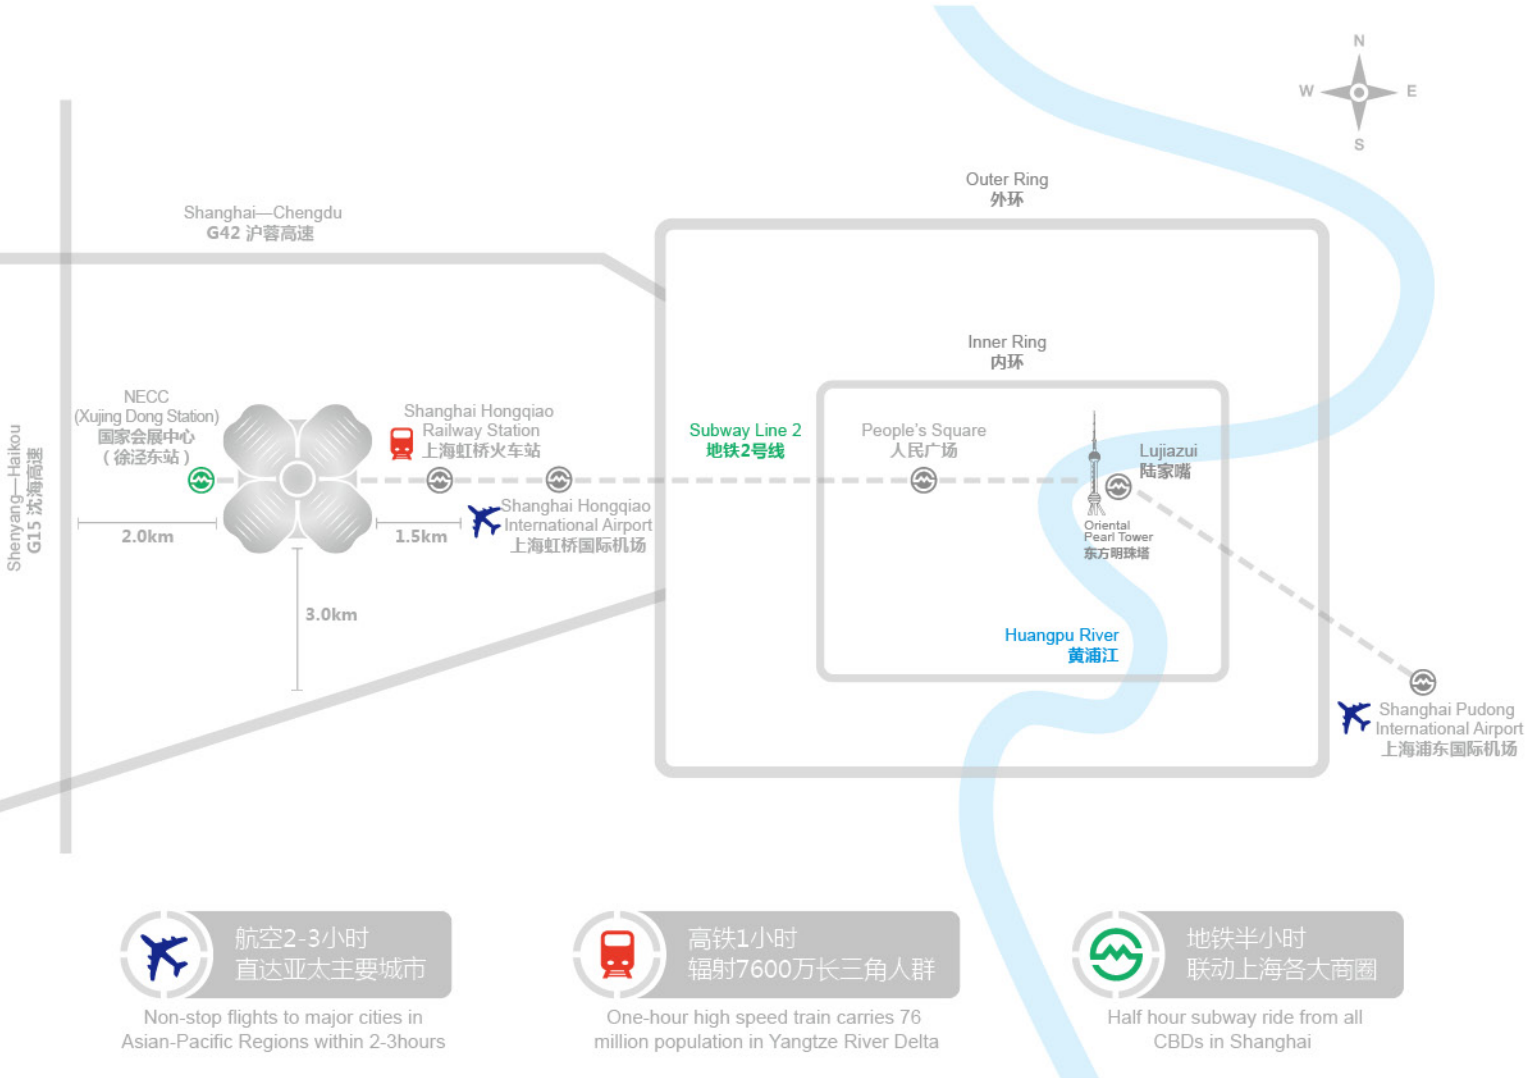 N
W
E
S
Outer Ring
外环
Shanghai—Chengdu
G42 沪蓉高速
Inner Ring
内环
NECC
(Xujing Dong Station)
国家会展中心
（徐泾东站）
Shanghai Hongqiao
Railway Station
上海虹桥火车站
Subway Line 2
地铁2号线
People's Square
人民广场
Lujiazui
陆家嘴
Shenyang—Haikou
G15 沈海高速
Shanghai Hongqiao
International Airport
上海虹桥国际机场
2.0km
1.5km
Oriental
Pearl Tower
东方明珠塔
3.0km
Huangpu River
黄浦江
Shanghai Pudong
International Airport
上海浦东国际机场
航空2-3小时
直达亚太主要城市
Non-stop flights to major cities in
Asian-Pacific Regions within 2-3hours
高铁1小时
辐射7600万长三角人群
One-hour high speed train carries 76
million population in Yangtze River Delta
地铁半小时
联动上海各大商圈
Half hour subway ride from all
CBDs in Shanghai